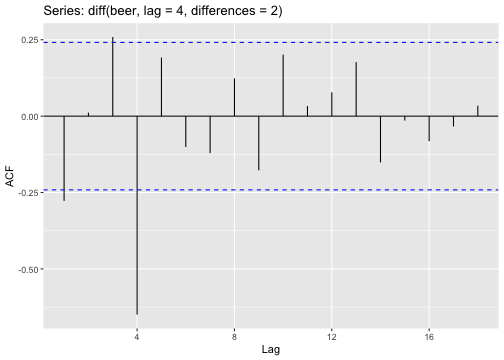 Series: diff(beer, lag = 4, differences = 2)
0.25
0.00
-0.25
-0.50
ACF
4
8
12
16
Lag